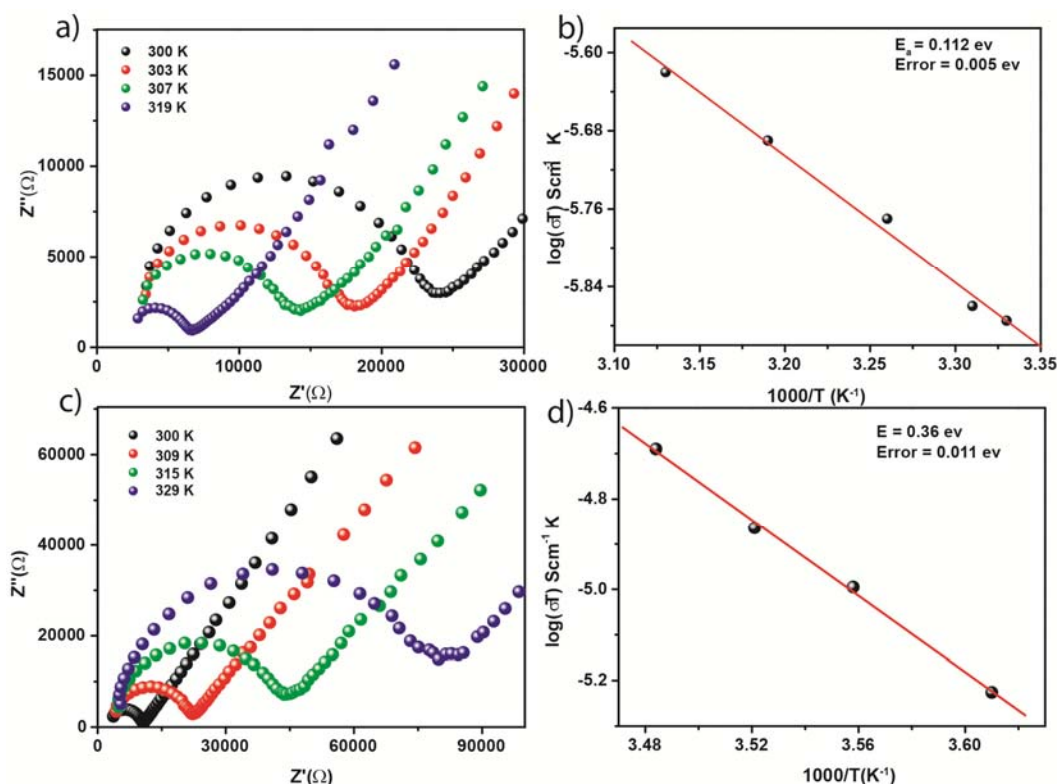 a)
300 K
303 K
307 K
319 K
15000
10000
5000
0
Z''(Ω)
0 10000 20000 30000
Z'(Ω)
b)
Ea = 0.112 ev
Error = 0.005 ev
-5.60
-5.68
-5.76
-5.84
log(σT) Scm-1 K
3.10 3.15 3.20 3.25 3.30 3.35
1000/T (K-1)
c)
300 K
309 K
315 K
329 K
60000
40000
20000
0
Z''(Ω)
0 30000 60000 90000
Z'(Ω)
d)
E = 0.36 ev
Error = 0.011 ev
-4.6
-4.8
-5.0
-5.2
log(σT) Scm-1 K
3.48 3.52 3.56 3.60
1000/T(K-1)